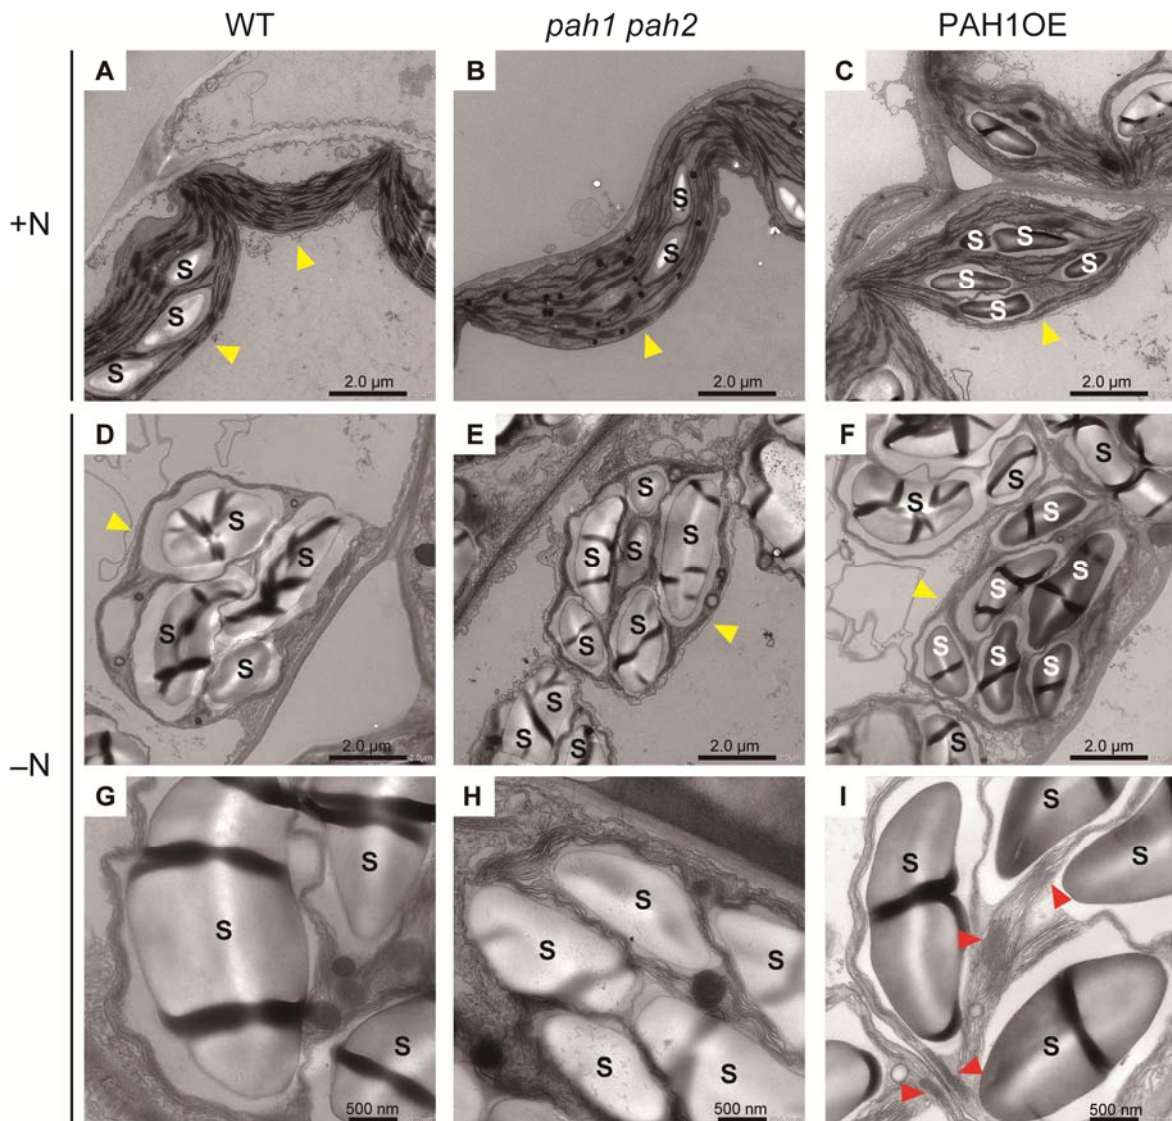 WT pah1 pah2 PAH1OE
+N
A B C
S S S S S
S S S
S S
S
2.0 µm 2.0 µm 2.0 µm
–N
D E F
S S S S
S S S S S S S S S
S S S S
S S S S S S
S
2.0 µm 2.0 µm 2.0 µm
G H I
S S S S S
S S S S
S S S S
500 nm 500 nm 500 nm